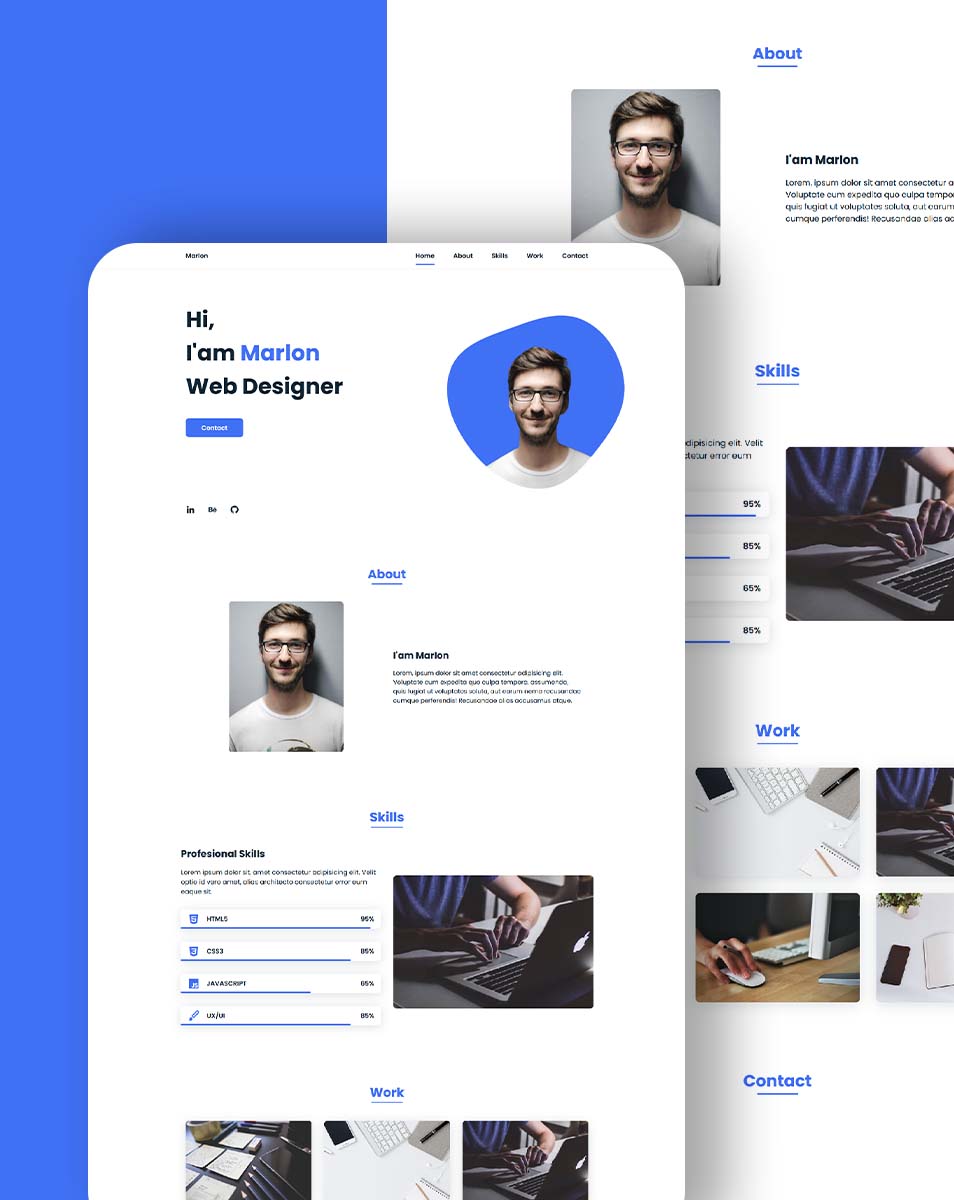 Marlon
Home
About
Skills
Work
Contact
Hi,
I'am Marlon
Web Designer
Contact
in
Bē
About
I'am Marlon
Lorem, ipsum dolor sit amet consectetur adipisicing elit.
Voluptate cum expedita quo culpa tempora, assumenda,
quis fugiat ut voluptates soluta, aut earum nemo recusandae
cumque perferendis! Recusandae alias accusamus atque.
Skills
Profesional Skills
Lorem ipsum dolor sit, amet consectetur adipisicing elit. Velit
optio id vero amet, alias architecto consectetur error eum
eaque sit.
HTML5
95%
CSS3
85%
JAVASCRIPT
65%
UX/UI
85%
Work
About
I'am Marlon
Lorem, ipsum dolor sit amet consectetur a
Voluptate cum expedita quo culpa tempor
quis fugiat ut voluptates soluta, aut earum
cumque perferendis! Recusandae alias ac
Skills
dipisicing elit. Velit
ctetur error eum
95%
85%
65%
85%
Work
Contact